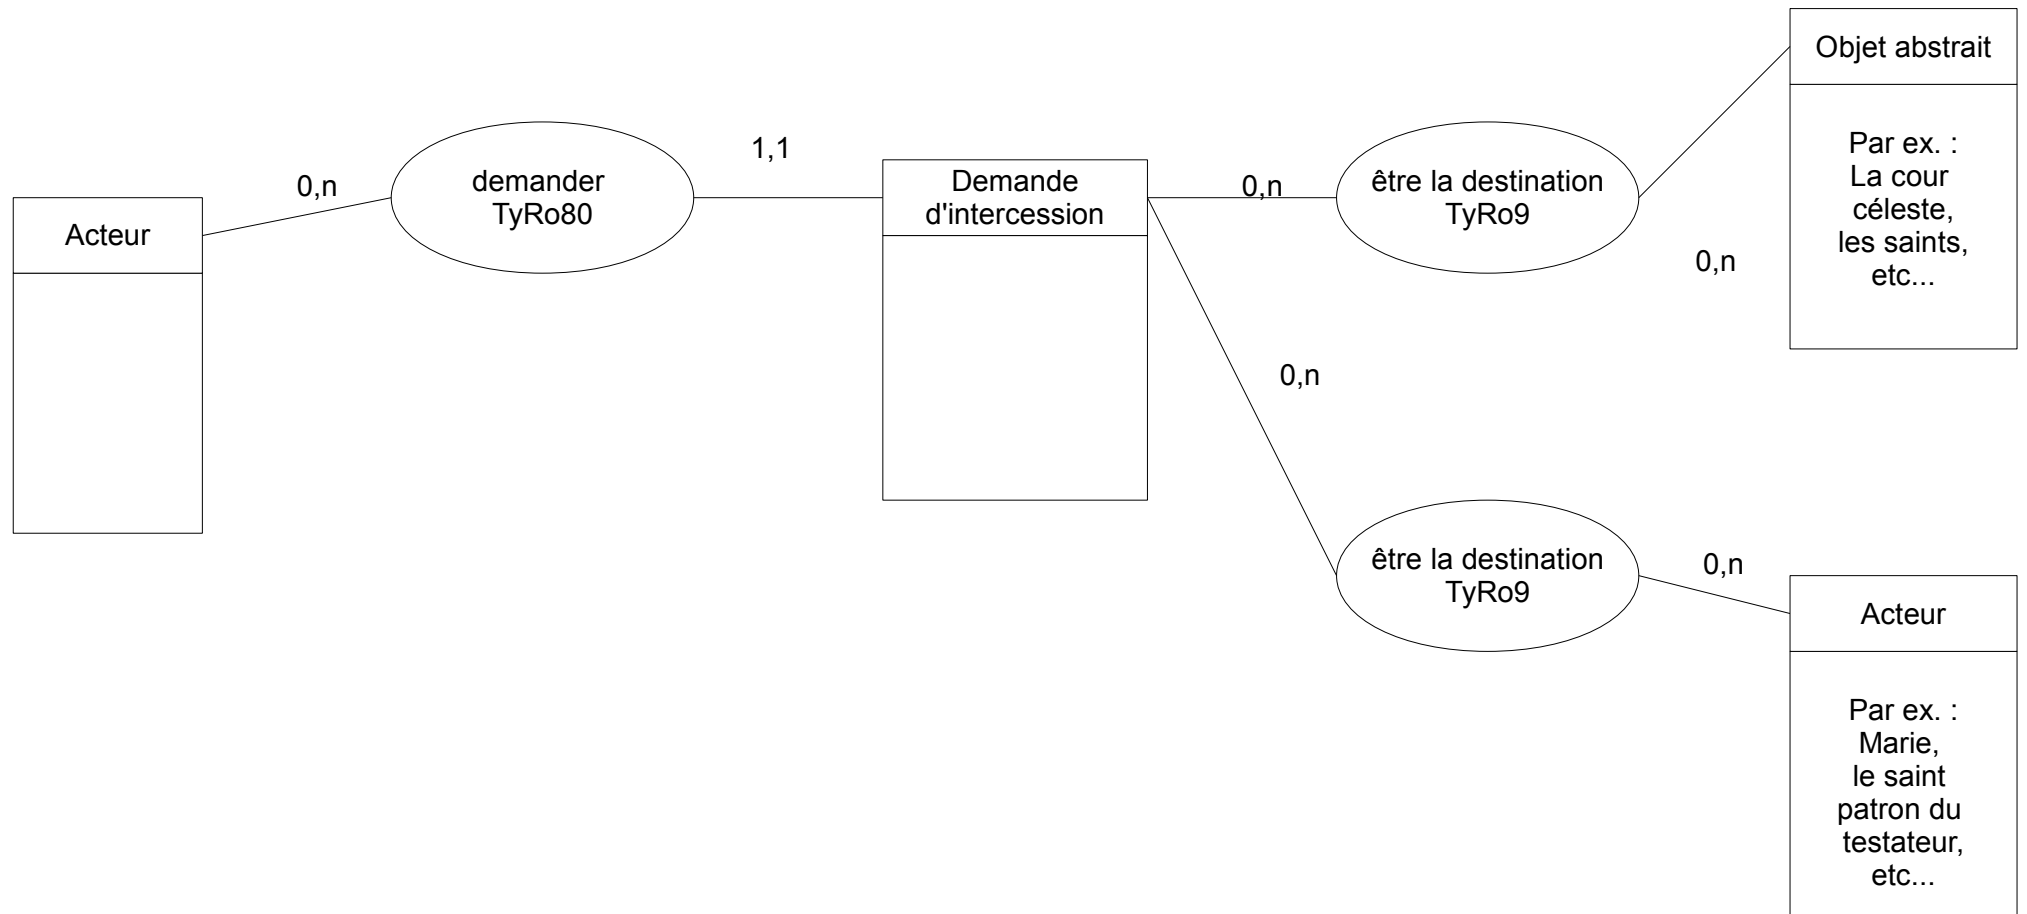 Objet abstrait
Par ex. :
La cour
céleste,
les saints,
etc...
0,n
demander
TyRo80
1,1
Demande
d'intercession
0,n
être la destination
TyRo9
0,n
Acteur
0,n
être la destination
TyRo9
0,n
Acteur
Par ex. :
Marie,
le saint
patron du
testateur,
etc...